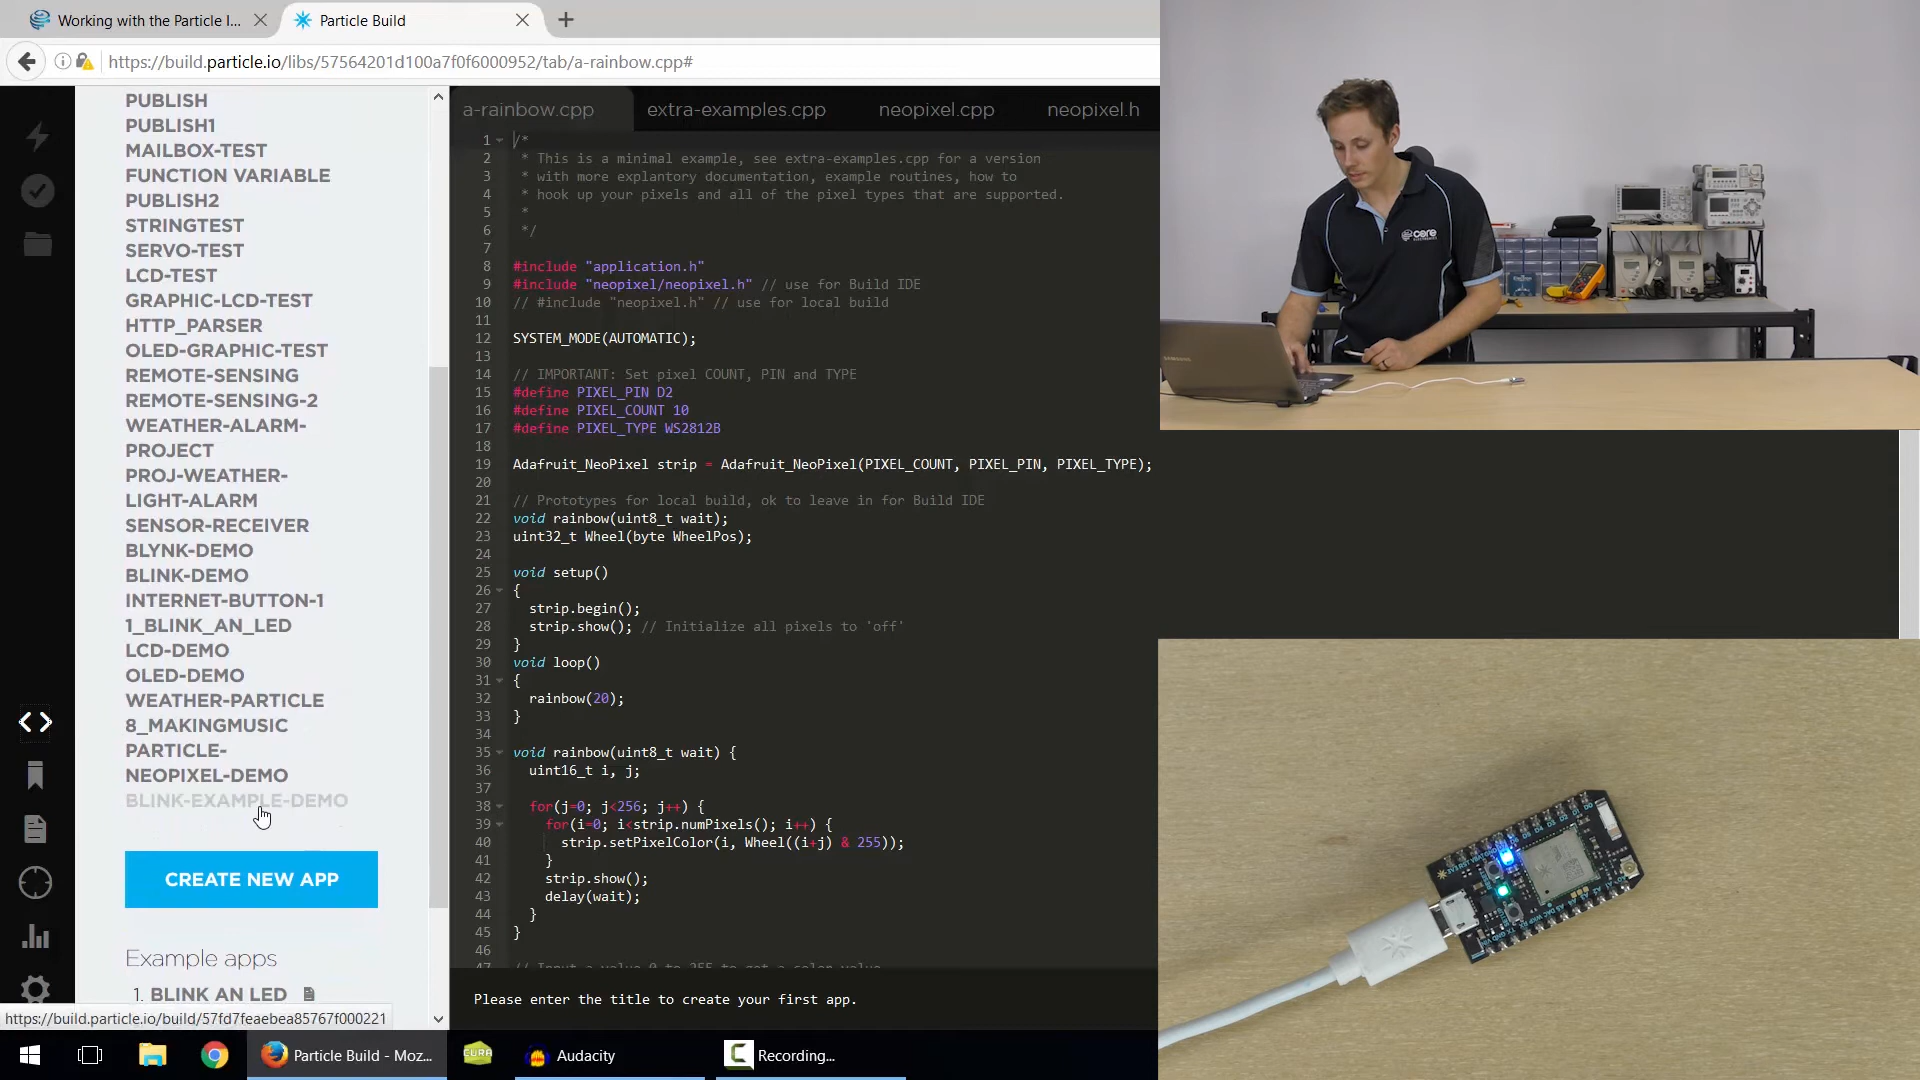 Working with the Particle I...
Particle Build
https://build.particle.io/libs/57564201d100a7f0f6000952/tab/a-rainbow.cpp#
PUBLISH
PUBLISH1
MAILBOX-TEST
FUNCTION VARIABLE
PUBLISH2
STRINGTEST
SERVO-TEST
LCD-TEST
GRAPHIC-LCD-TEST
HTTP_PARSER
OLED-GRAPHIC-TEST
REMOTE-SENSING
REMOTE-SENSING-2
WEATHER-ALARM-
PROJECT
PROJ-WEATHER-
LIGHT-ALARM
SENSOR-RECEIVER
BLYNK-DEMO
BLINK-DEMO
INTERNET-BUTTON-1
1_BLINK_AN_LED
LCD-DEMO
OLED-DEMO
WEATHER-PARTICLE
8_MAKINGMUSIC
PARTICLE-
NEOPIXEL-DEMO
BLINK-EXAMPLE-DEMO
CREATE NEW APP
Example apps
1. BLINK AN LED
https://build.particle.io/build/57fd7feaebea85767f000221
a-rainbow.cpp
extra-examples.cpp
neopixel.cpp
neopixel.h
1 /*
2 * This is a minimal example, see extra-examples.cpp for a version
3 * with more explantory documentation, example routines, how to
4 * hook up your pixels and all of the pixel types that are supported.
5 *
6 */
7
8 #include "application.h"
9 #include "neopixel/neopixel.h" // use for Build IDE
10 // #include "neopixel.h" // use for local build
11
12 SYSTEM_MODE(AUTOMATIC);
13
14 // IMPORTANT: Set pixel COUNT, PIN and TYPE
15 #define PIXEL_PIN D2
16 #define PIXEL_COUNT 10
17 #define PIXEL_TYPE WS2812B
18
19 Adafruit_NeoPixel strip = Adafruit_NeoPixel(PIXEL_COUNT, PIXEL_PIN, PIXEL_TYPE);
20
21 // Prototypes for local build, ok to leave in for Build IDE
22 void rainbow(uint8_t wait);
23 uint32_t Wheel(byte WheelPos);
24
25 void setup()
26 {
27 strip.begin();
28 strip.show(); // Initialize all pixels to 'off'
29 }
30 void loop()
31 {
32 rainbow(20);
33 }
34
35 void rainbow(uint8_t wait) {
36 uint16_t i, j;
37
38 for(j=0; j<256; j++) {
39 for(i=0; i<strip.numPixels(); i++) {
40 strip.setPixelColor(i, Wheel((i+j) & 255));
41 }
42 strip.show();
43 delay(wait);
44 }
45 }
46
47 // Input a value 0 to 255 to get a color value
Please enter the title to create your first app.
core
ELECTRONICS
SAMSUNG
Particle Build - Moz...
CURA
Audacity
Recording...